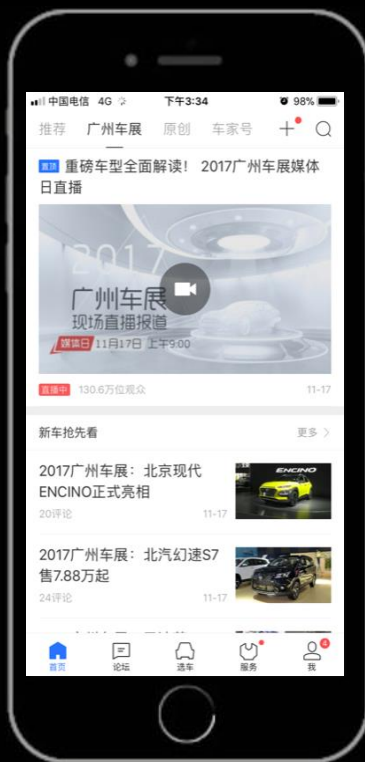 中国电信 4G 下午3:34 98%
推荐 广州车展 原创 车家号
置顶 重磅车型全面解读! 2017广州车展媒体
日直播
2017
广州车展
现场直播报道
媒体日 11月17日 上午9:00
直播中 130.6万位观众 11-17
新车抢先看 更多
2017广州车展:北京现代
ENCINO正式亮相
20评论 11-17
ENCINO
2017广州车展:北汽幻速S7
售7.88万起
24评论 11-17
首页 论坛 选车 服务 我
4